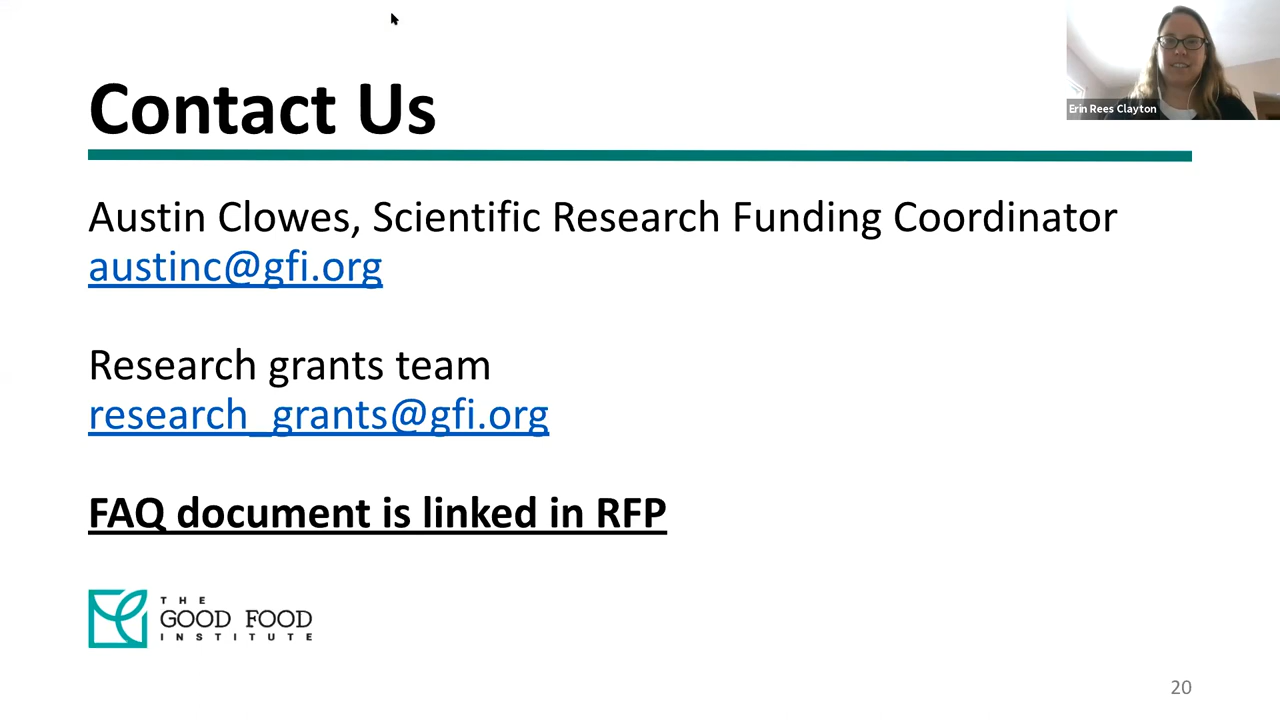 Contact Us
Erin Rees Clayton
Austin Clowes, Scientific Research Funding Coordinator
austinc@gfi.org
Research grants team
research_grants@gfi.org
FAQ document is linked in RFP
THE
GOOD FOOD
INSTITUTE
20